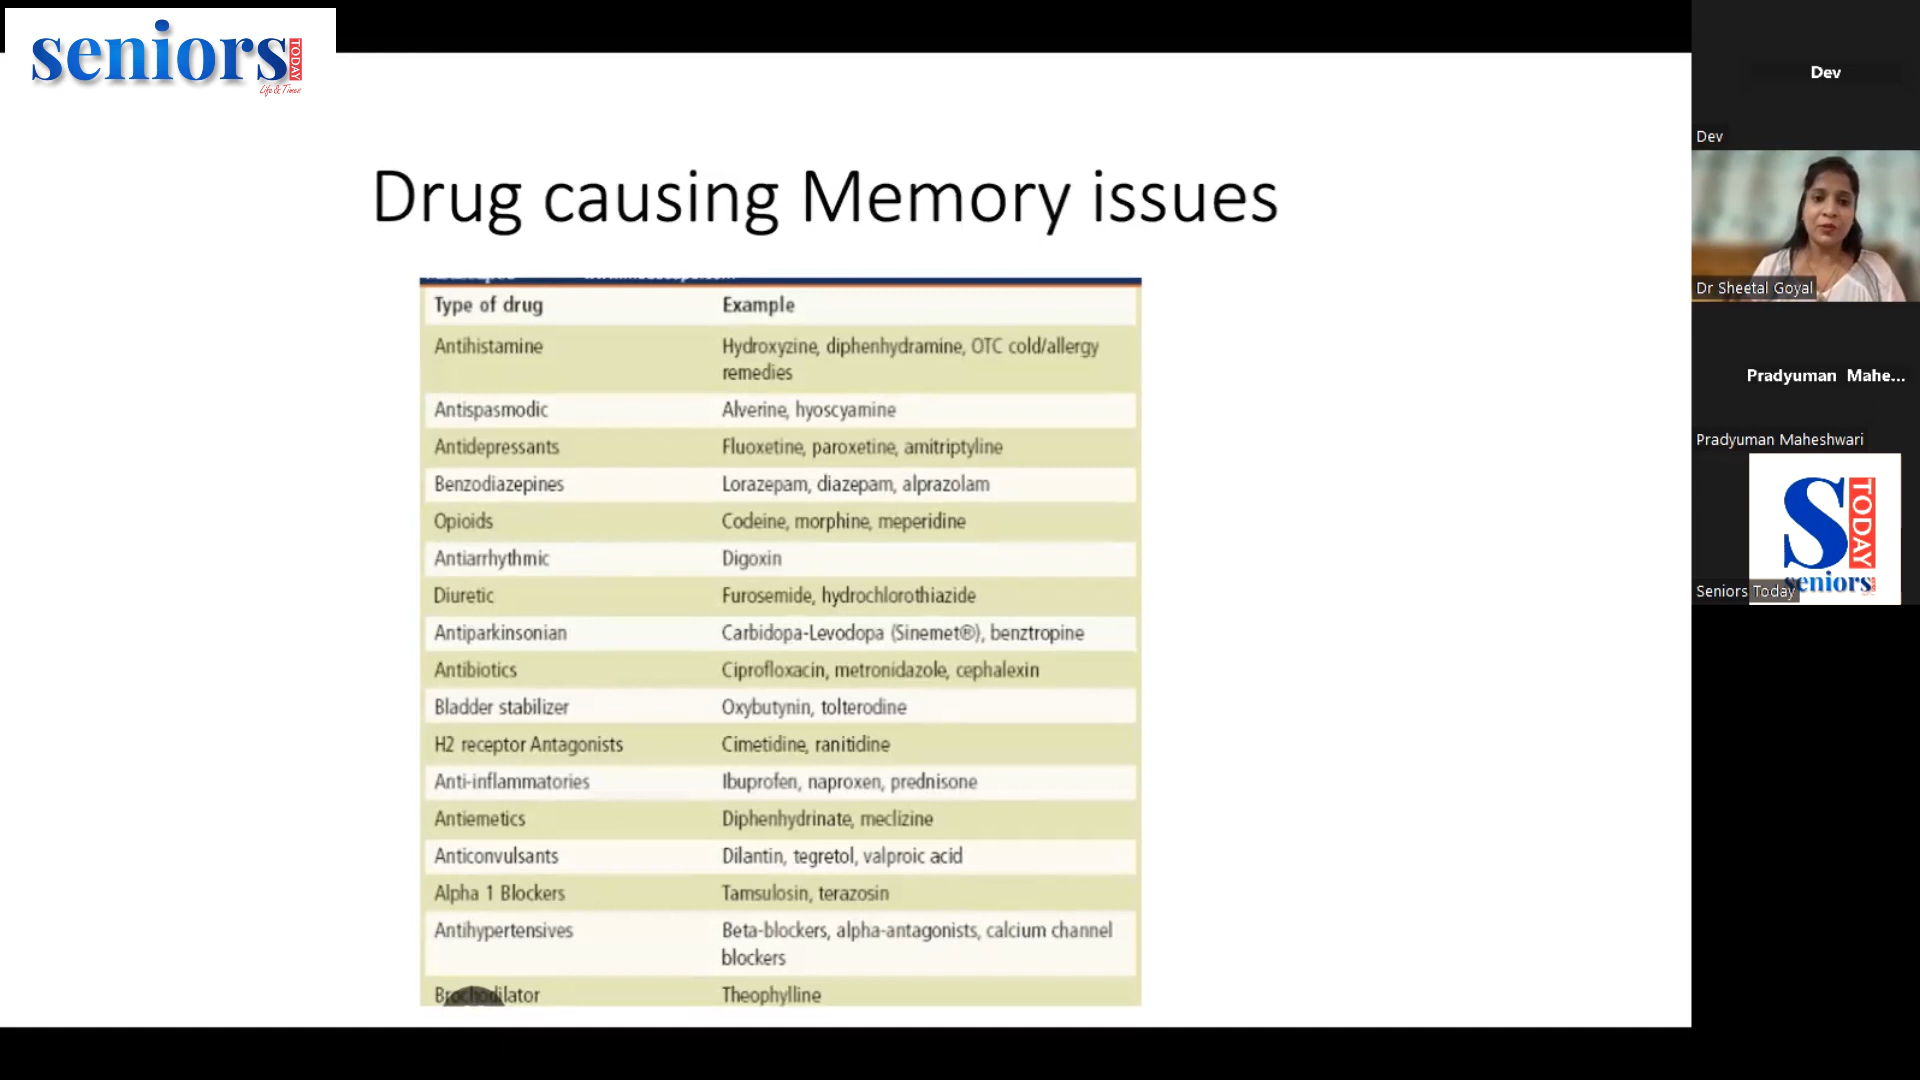 seniors
TODAY
Life & Times
Drug causing Memory issues
Type of drug Example
Antihistamine Hydroxyzine, diphenhydramine, OTC cold/allergy
remedies
Antispasmodic Alverine, hyoscyamine
Antidepressants Fluoxetine, paroxetine, amitriptyline
Benzodiazepines Lorazepam, diazepam, alprazolam
Opioids Codeine, morphine, meperidine
Antiarrhythmic Digoxin
Diuretic Furosemide, hydrochlorothiazide
Antiparkinsonian Carbidopa-Levodopa (Sinemet®), benztropine
Antibiotics Ciprofloxacin, metronidazole, cephalexin
Bladder stabilizer Oxybutynin, tolterodine
H2 receptor Antagonists Cimetidine, ranitidine
Anti-inflammatories Ibuprofen, naproxen, prednisone
Antiemetics Diphenhydrinate, meclizine
Anticonvulsants Dilantin, tegretol, valproic acid
Alpha 1 Blockers Tamsulosin, terazosin
Antihypertensives Beta-blockers, alpha-antagonists, calcium channel
blockers
Brochodilator Theophylline
Dev
Dev
Dr Sheetal Goyal
Pradyuman Mahe...
Pradyuman Maheshwari
S
TODAY
seniors
Seniors Today